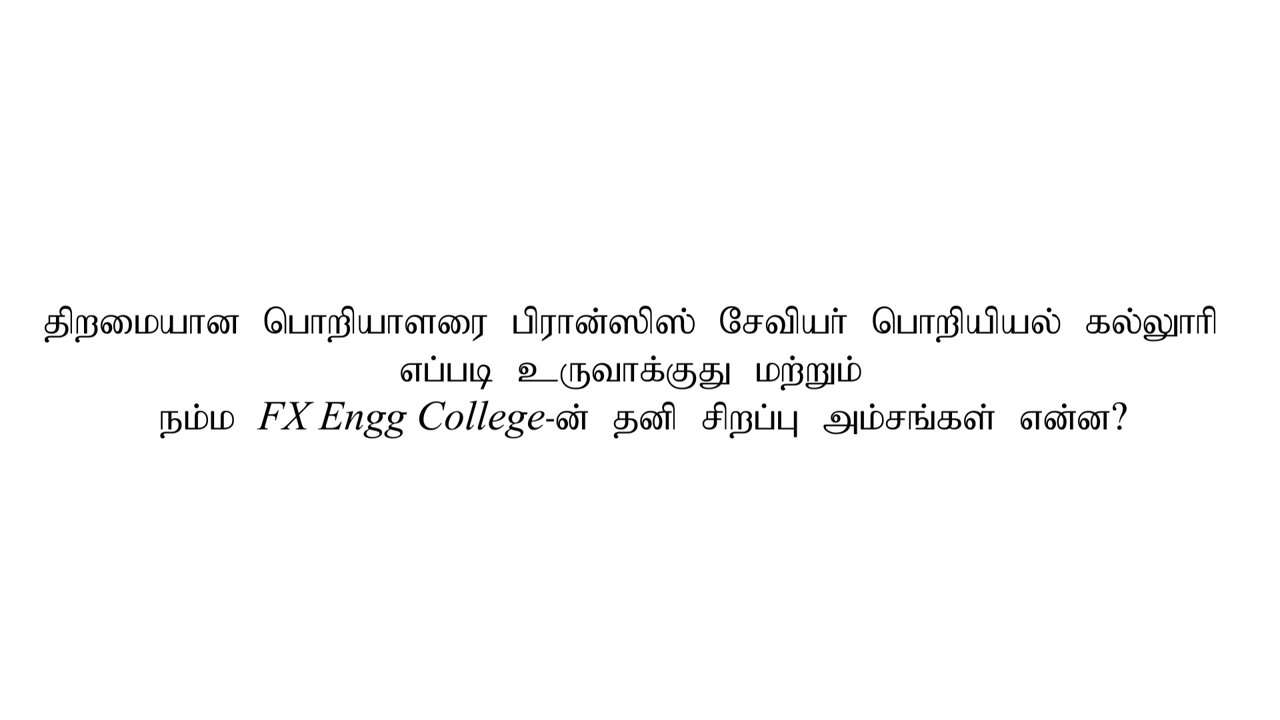 திறமையான பொறியாளரை பிரான்ஸிஸ் சேவியர் பொறியியல் கல்லூரி
எப்படி உருவாக்குது மற்றும்
நம்ம FX Engg College-ன் தனி சிறப்பு அம்சங்கள் என்ன?